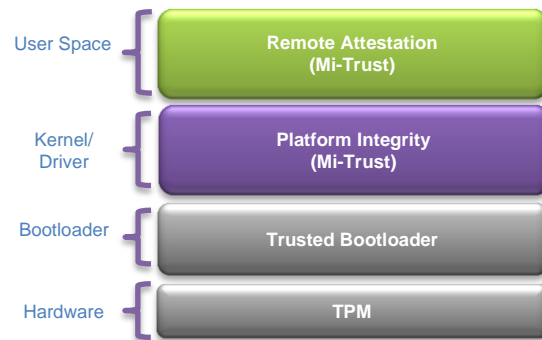 User Space
Remote Attestation
(Mi-Trust)
Kernel/
Driver
Platform Integrity
(Mi-Trust)
Bootloader
Trusted Bootloader
Hardware
TPM